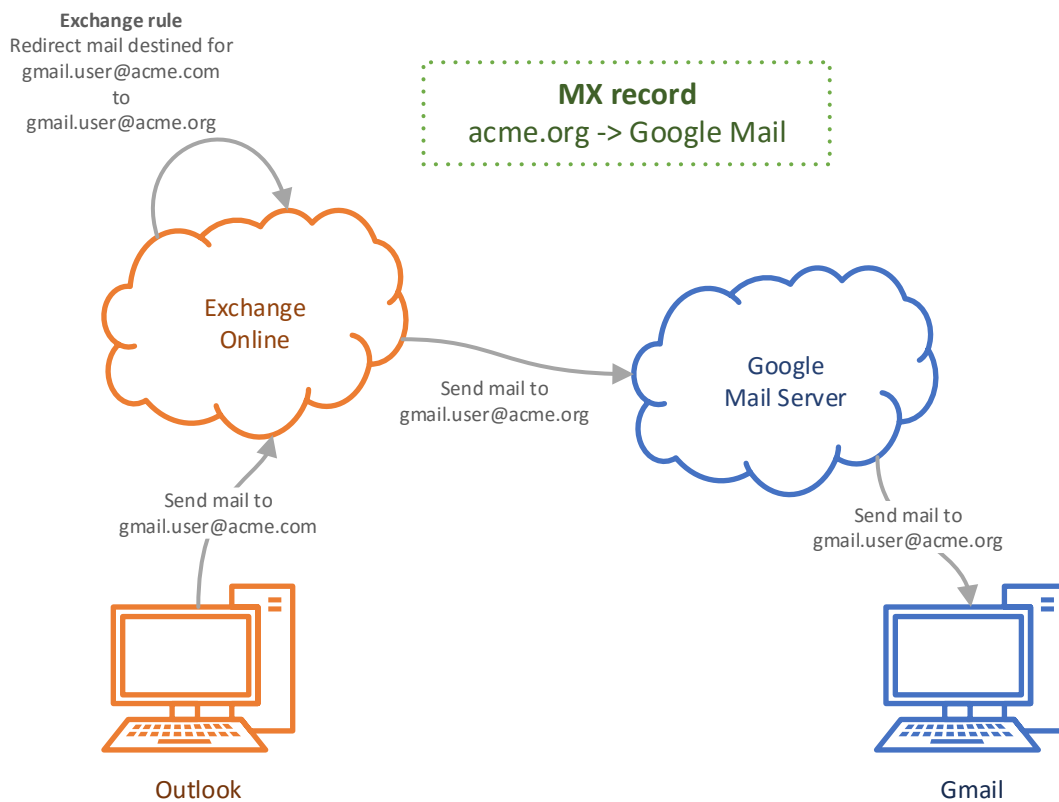 Exchange rule
Redirect mail destined for
gmail.user@acme.com
to
gmail.user@acme.org
MX record
acme.org -> Google Mail
Exchange
Online
Google
Mail Server
Send mail to
gmail.user@acme.org
Send mail to
gmail.user@acme.com
Send mail to
gmail.user@acme.org
Outlook
Gmail